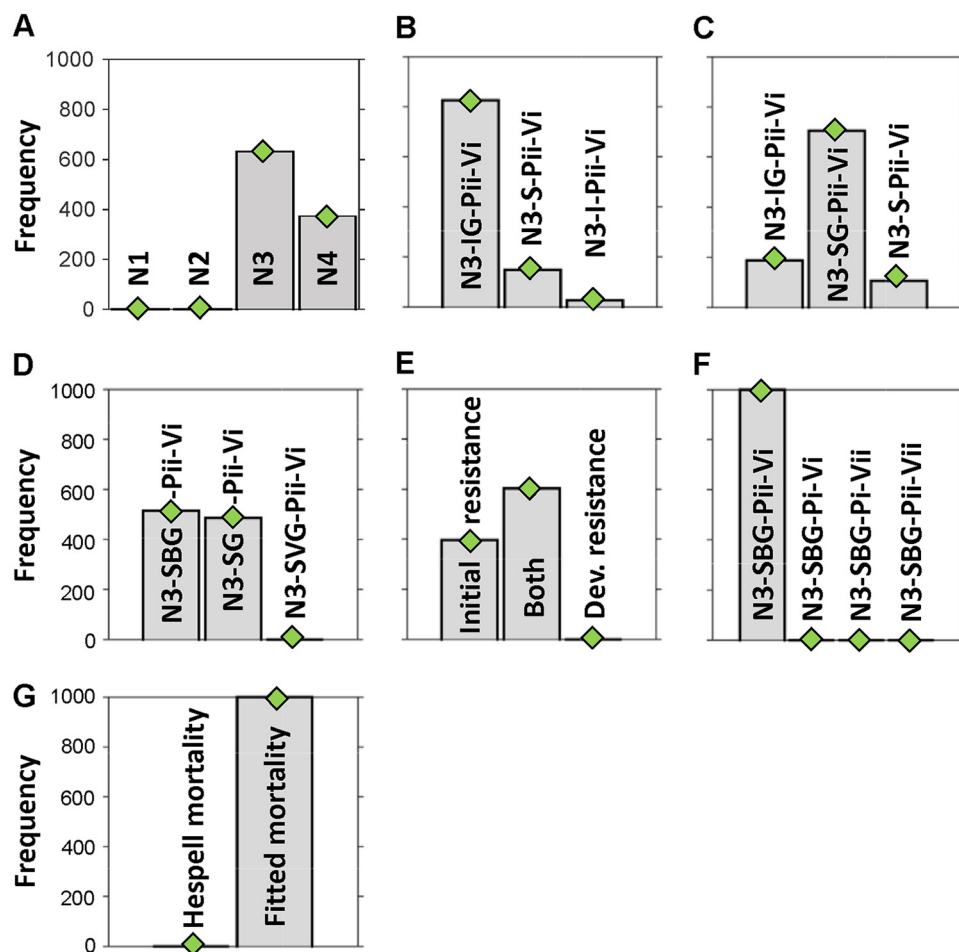 A
B
C
Frequency
1000
800
600
400
200
0
N1
N2
N3
N4
N3-IG-Pii-Vi
N3-S-Pii-Vi
N3-I-Pii-Vi
N3-IG-Pii-Vi
N3-SG-Pii-Vi
N3-S-Pii-Vi
D
E
F
Frequency
1000
800
600
400
200
0
N3-SBG-Pii-Vi
N3-SG-Pii-Vi
N3-SVG-Pii-Vi
Initial resistance
Both
Dev. resistance
N3-SBG-Pii-Vi
N3-SBG-Pi-Vi
N3-SBG-Pi-Vii
N3-SBG-Pii-Vii
G
Frequency
1000
800
600
400
200
0
Hespell mortality
Fitted mortality